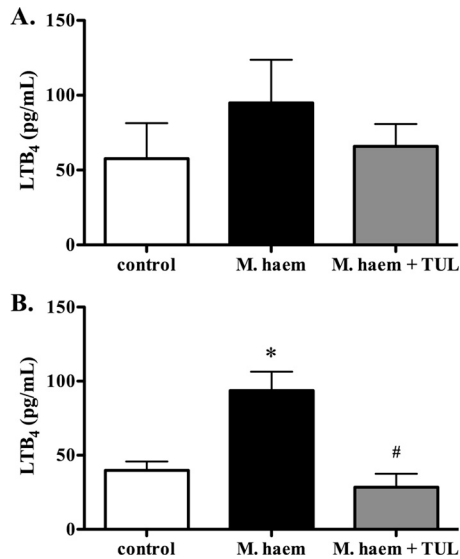 A.
LTB4 (pg/mL)
150
100
50
0
control M. haem M. haem + TUL
B.
LTB4 (pg/mL)
150
100
50
0
*
#
control M. haem M. haem + TUL